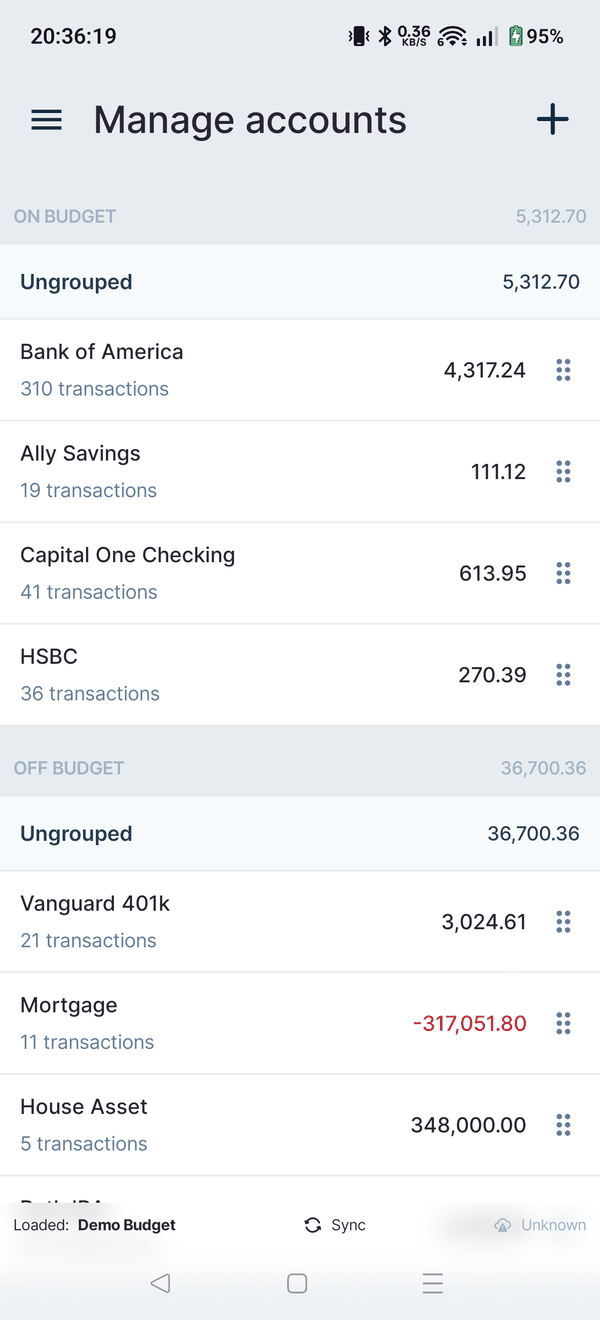 20:36:19
0.36
KB/S
6
95%
Manage accounts
ON BUDGET 5,312.70
Ungrouped 5,312.70
Bank of America
310 transactions
4,317.24
Ally Savings
19 transactions
111.12
Capital One Checking
41 transactions
613.95
HSBC
36 transactions
270.39
OFF BUDGET 36,700.36
Ungrouped 36,700.36
Vanguard 401k
21 transactions
3,024.61
Mortgage
11 transactions
-317,051.80
House Asset
5 transactions
348,000.00
Loaded: Demo Budget Sync Unknown